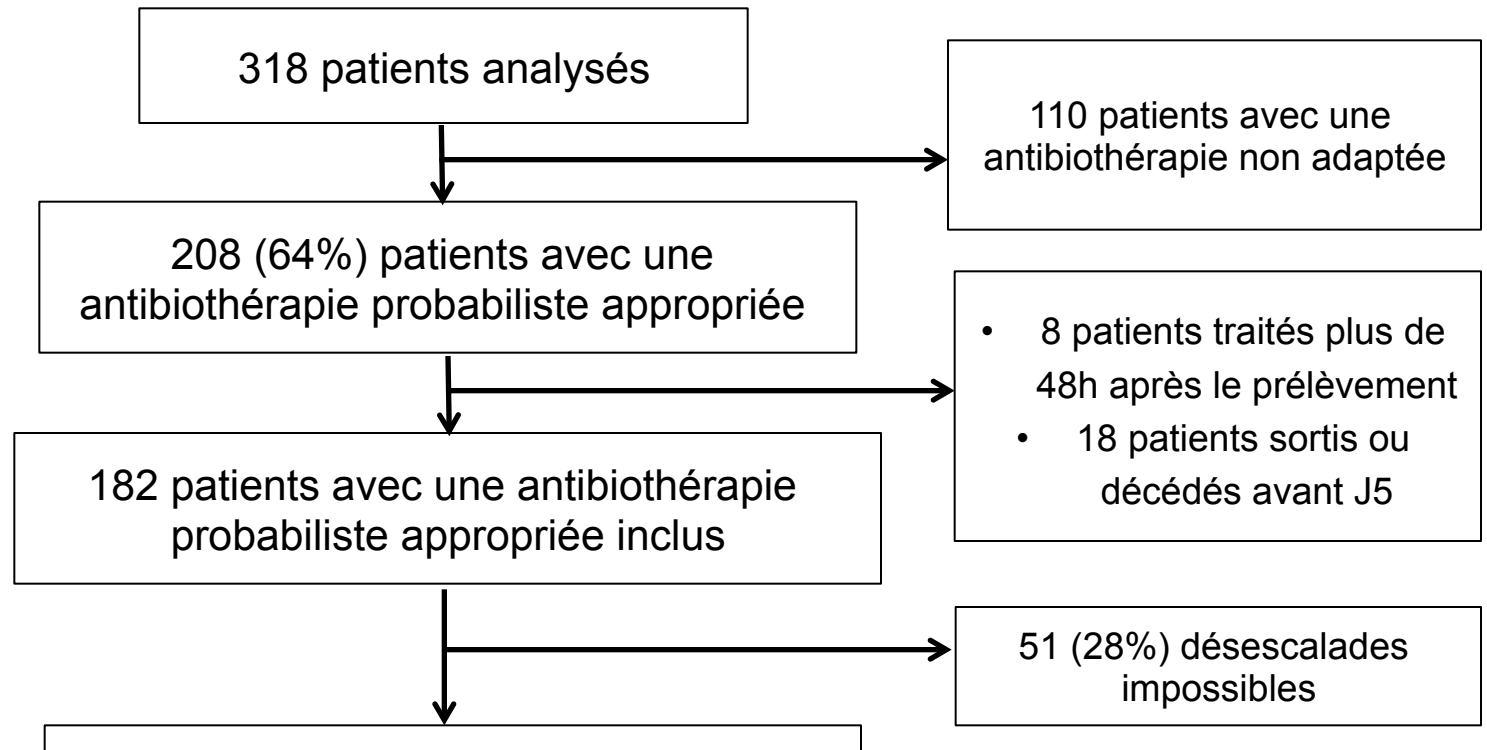 318 patients analysés
110 patients avec une
antibiothérapie non adaptée
208 (64%) patients avec une
antibiothérapie probabiliste appropriée
• 8 patients traités plus de
48h après le prélèvement
• 18 patients sortis ou
décédés avant J5
182 patients avec une antibiothérapie
probabiliste appropriée inclus
51 (28%) désescalades
impossibles